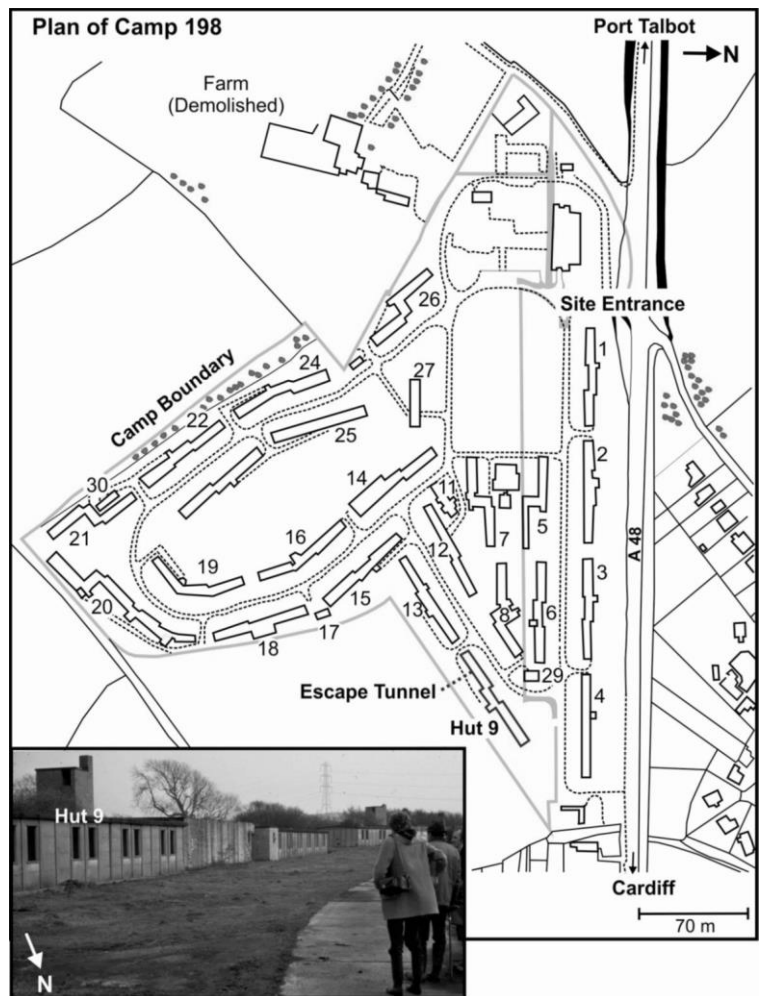 Plan of Camp 198
Port Talbot
N
Farm
(Demolished)
Site Entrance
26
1
24
27
Camp Boundary
22
25
2
14
30
11
21
16
12
7
5
A 48
19
3
15
13
8
6
20
17
18
29
Escape Tunnel
4
Hut 9
Hut 9
Cardiff
70 m
N